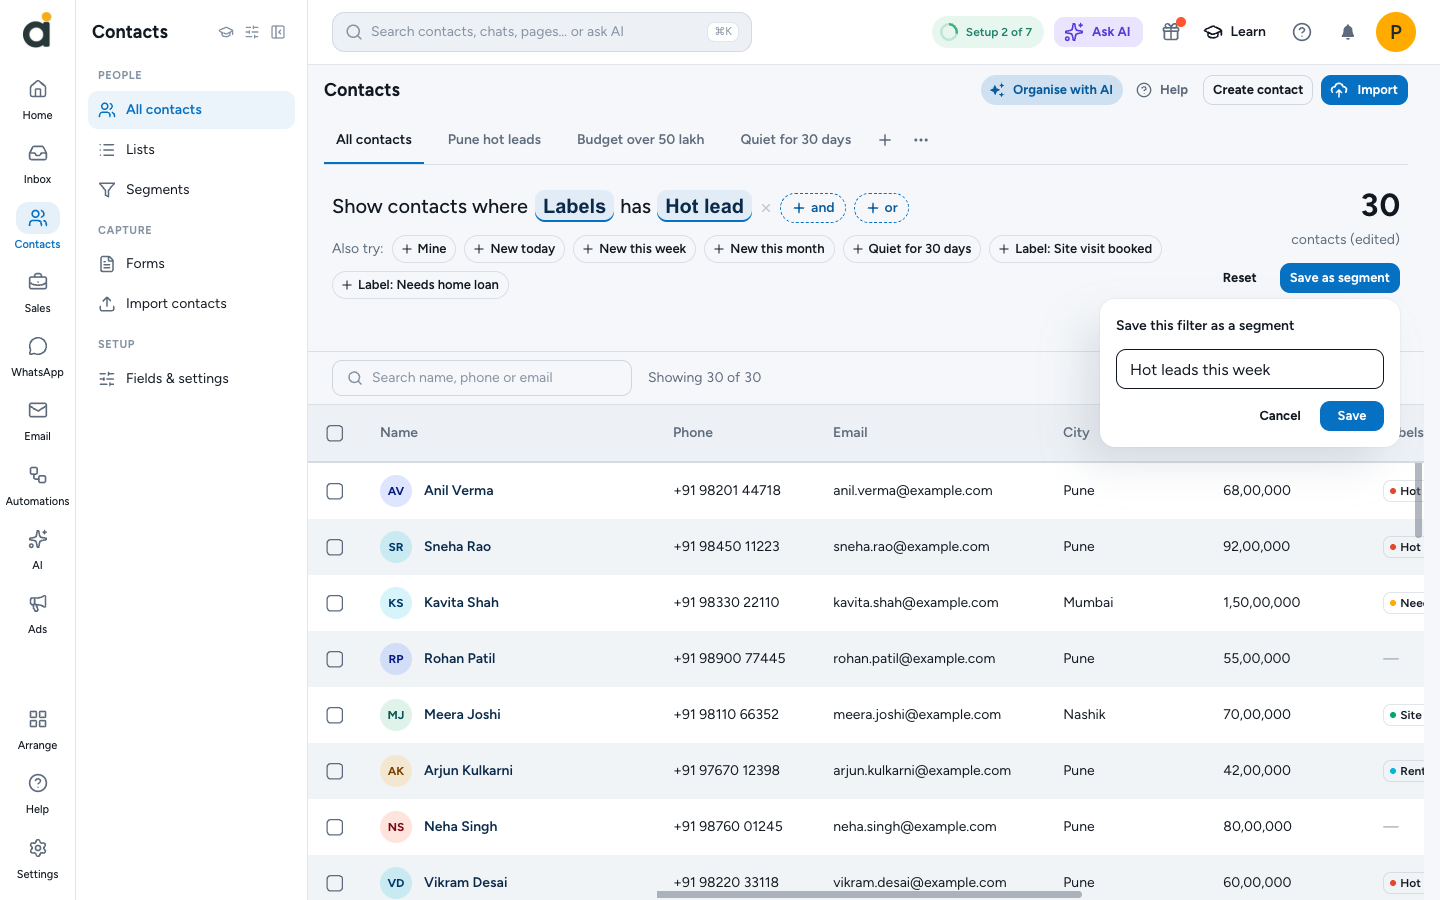 Contacts
Search contacts, chats, pages... or ask AI
⌘K
Setup 2 of 7
Ask AI
Learn
P
Home
Inbox
Contacts
Sales
WhatsApp
Email
Automations
AI
Ads
Arrange
Help
Settings
PEOPLE
All contacts
Lists
Segments
CAPTURE
Forms
Import contacts
SETUP
Fields & settings
Contacts
Organise with AI
Help
Create contact
Import
All contacts
Pune hot leads
Budget over 50 lakh
Quiet for 30 days
Show contacts where Labels has Hot lead × + and + or
30
contacts (edited)
Also try: + Mine + New today + New this week + New this month + Quiet for 30 days + Label: Site visit booked
+ Label: Needs home loan
Reset
Save as segment
Save this filter as a segment
Hot leads this week
Cancel
Save
Search name, phone or email
Showing 30 of 30
Name Phone Email City
AV Anil Verma +91 98201 44718 anil.verma@example.com Pune 68,00,000 Hot
SR Sneha Rao +91 98450 11223 sneha.rao@example.com Pune 92,00,000 Hot
KS Kavita Shah +91 98330 22110 kavita.shah@example.com Mumbai 1,50,00,000
RP Rohan Patil +91 98900 77445 rohan.patil@example.com Pune 55,00,000 —
MJ Meera Joshi +91 98110 66352 meera.joshi@example.com Nashik 70,00,000 Site
AK Arjun Kulkarni +91 97670 12398 arjun.kulkarni@example.com Pune 42,00,000 Rent
NS Neha Singh +91 98760 01245 neha.singh@example.com Pune 80,00,000 —
VD Vikram Desai +91 98220 33118 vikram.desai@example.com Pune 60,00,000 Hot